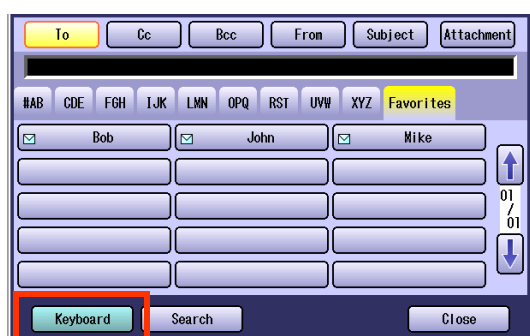 To Cc Bcc From Subject Attachment
#AB CDE FGH IJK LMN OPQ RST UVW XYZ Favorites
Bob John Mike
01
/
01
Keyboard Search Close